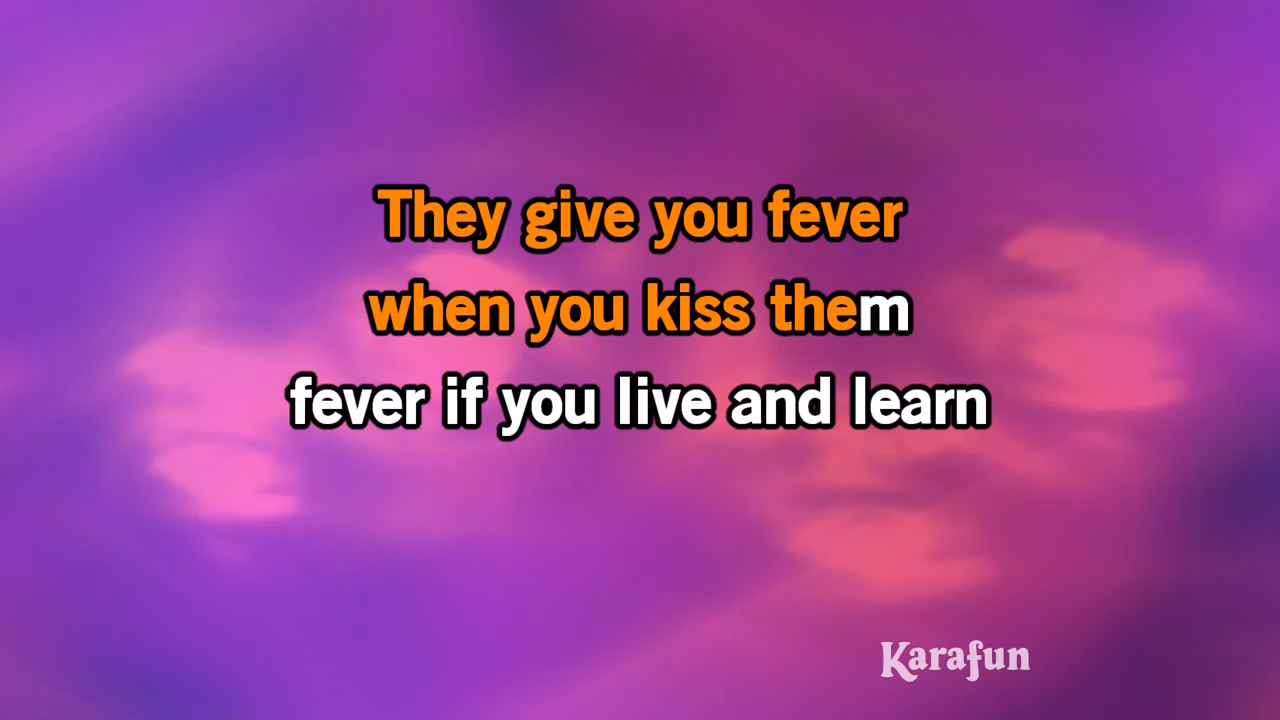 They give you fever
when you kiss them
fever if you live and learn
Karafun